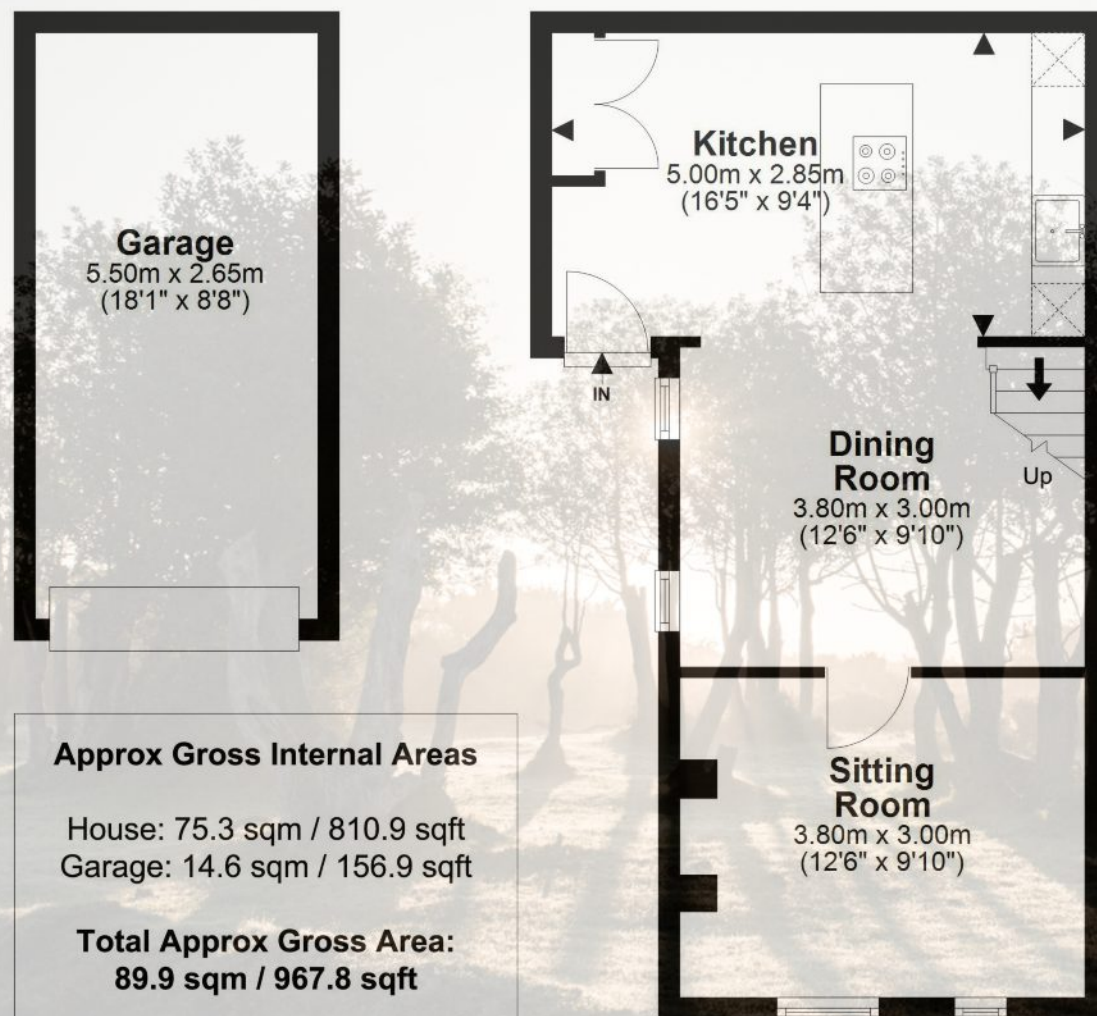 Kitchen
5.00m x 2.85m
(16'5" x 9'4")
Garage
5.50m x 2.65m
(18'1" x 8'8")
IN
Dining
Room
3.80m x 3.00m
(12'6" x 9'10")
Up
Sitting
Room
3.80m x 3.00m
(12'6" x 9'10")
Approx Gross Internal Areas
House: 75.3 sqm / 810.9 sqft
Garage: 14.6 sqm / 156.9 sqft
Total Approx Gross Area:
89.9 sqm / 967.8 sqft